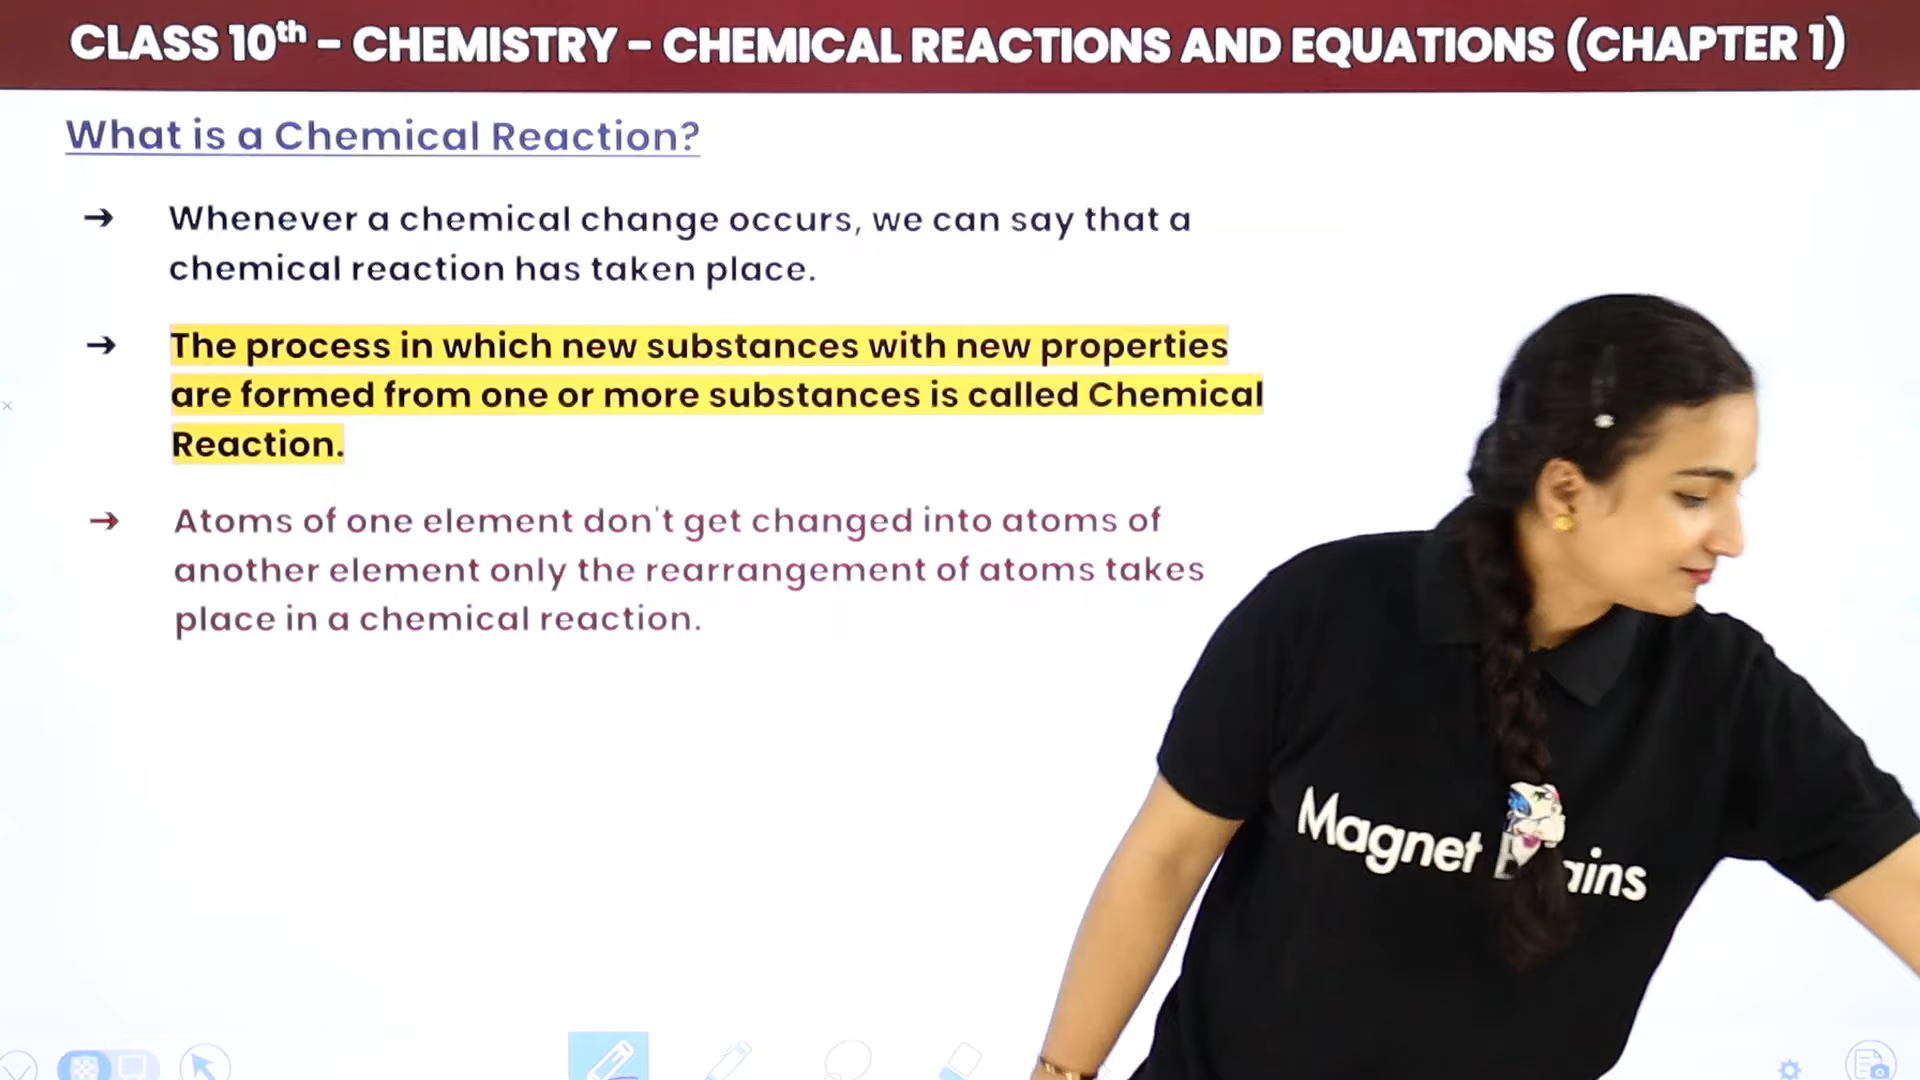 CLASS 10th – CHEMISTRY – CHEMICAL REACTIONS AND EQUATIONS (CHAPTER 1)
What is a Chemical Reaction?
→ Whenever a chemical change occurs, we can say that a
chemical reaction has taken place.
→ The process in which new substances with new properties
are formed from one or more substances is called Chemical
Reaction.
→ Atoms of one element don't get changed into atoms of
another element only the rearrangement of atoms takes
place in a chemical reaction.
Magnet